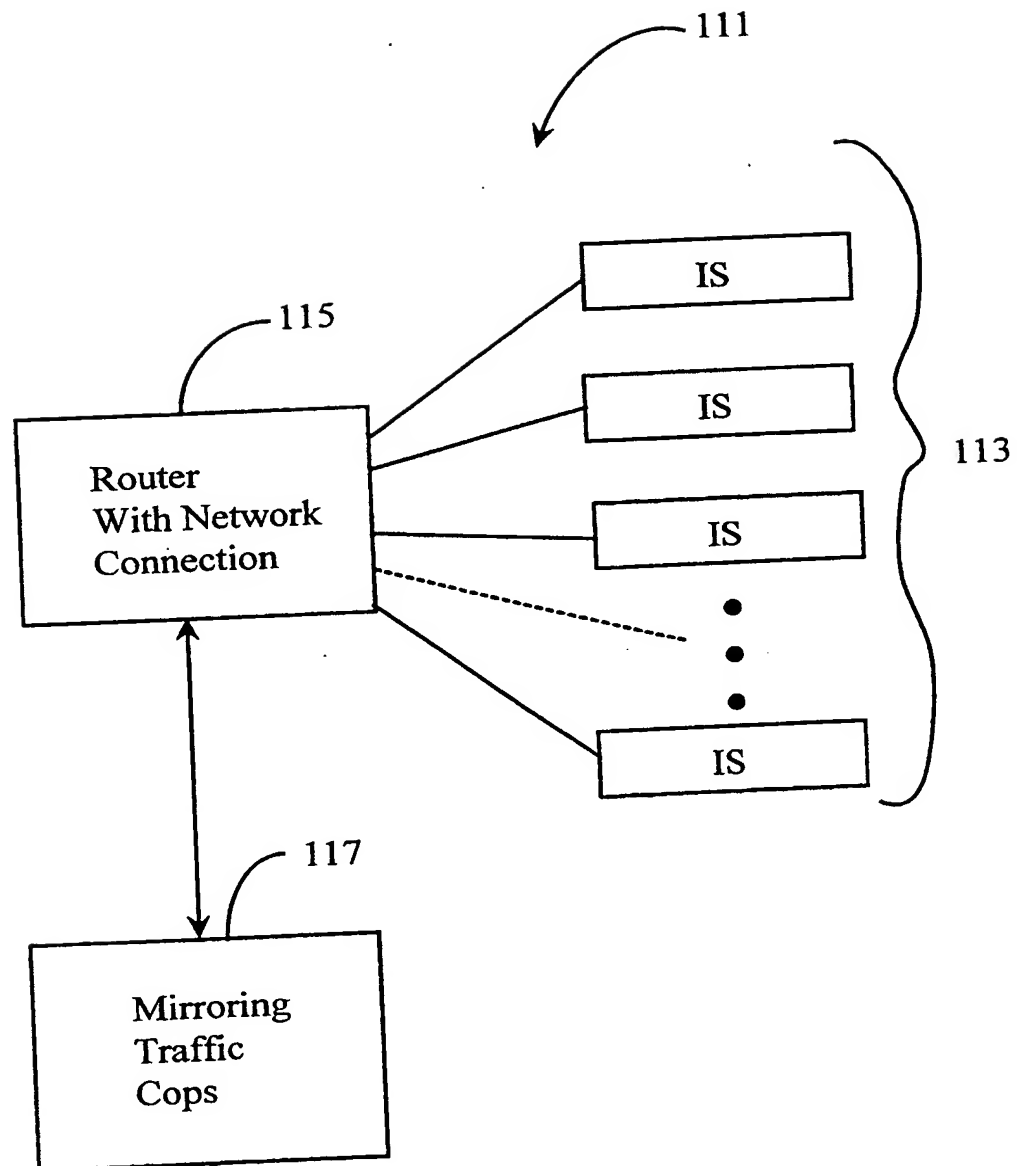 111
IS
115
IS
113
Router
With Network
Connection
IS
IS
117
Mirroring
Traffic
Cops